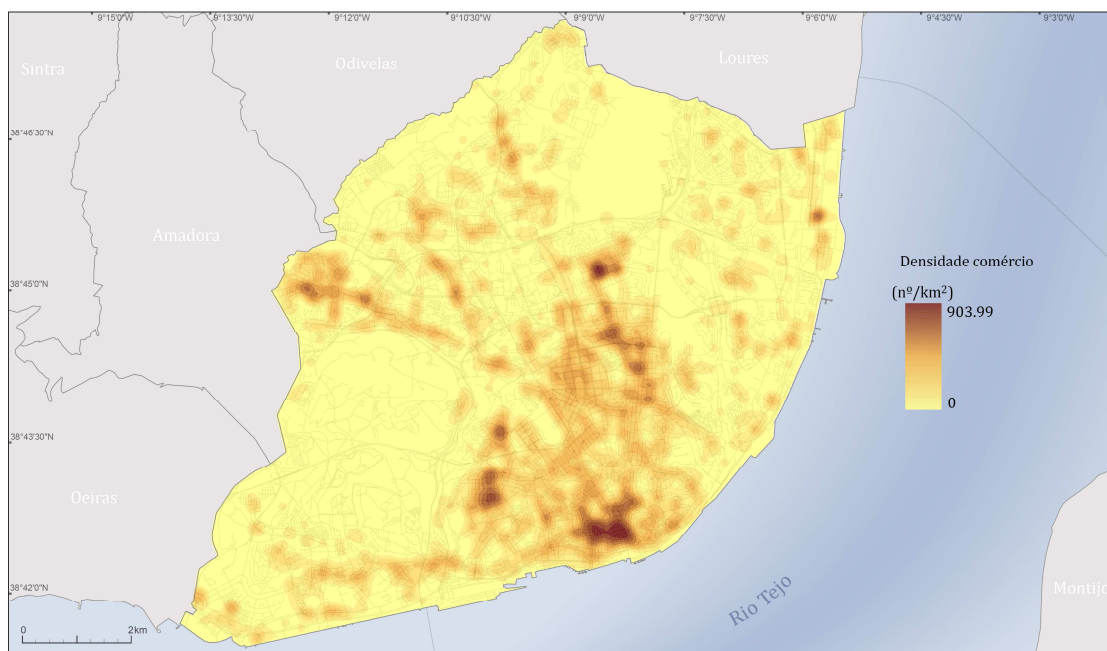 9°15'0"W
9°13'30"W
9°12'0"W
9°10'30"W
9°9'0"W
9°7'30"W
9°6'0"W
9°4'30"W
9°3'0"W
Sintra
Odivelas
Loures
38°46'30"N
Amadora
38°45'0"N
Densidade comércio
(nº/km²)
903.99
0
38°43'30"N
Oeiras
38°42'0"N
Rio Tejo
Montijo
0
2km